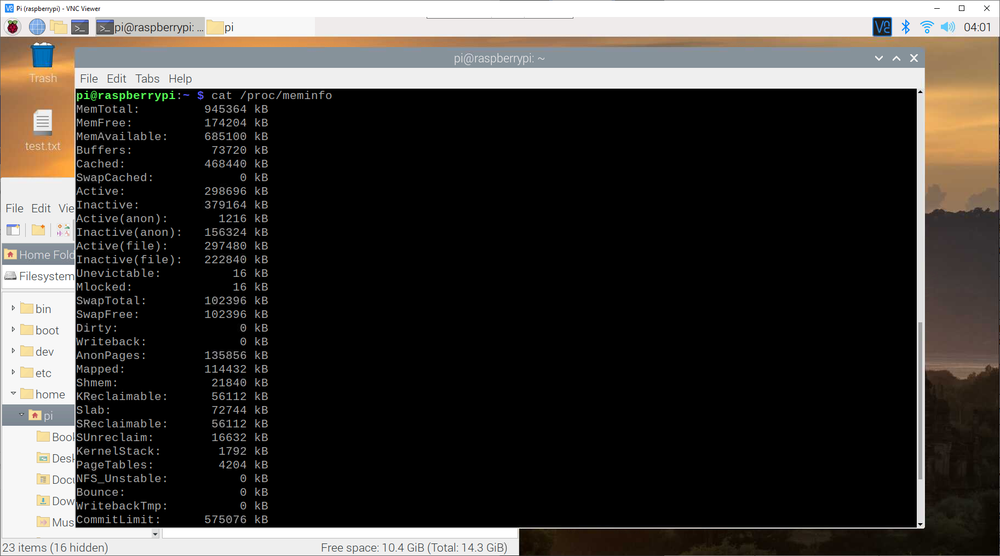 Pi (raspberrypi) - VNC Viewer
pi@raspberrypi: ...
pi
04:01
Trash
test.txt
pi@raspberrypi: ~
File Edit Tabs Help
pi@raspberrypi:~ $ cat /proc/meminfo
MemTotal: 945364 kB
MemFree: 174204 kB
MemAvailable: 685100 kB
Buffers: 73720 kB
Cached: 468440 kB
SwapCached: 0 kB
Active: 298696 kB
Inactive: 379164 kB
Active(anon): 1216 kB
Inactive(anon): 156324 kB
Active(file): 297480 kB
Inactive(file): 222840 kB
Unevictable: 16 kB
Mlocked: 16 kB
SwapTotal: 102396 kB
SwapFree: 102396 kB
Dirty: 0 kB
Writeback: 0 kB
AnonPages: 135856 kB
Mapped: 114432 kB
Shmem: 21840 kB
KReclaimable: 56112 kB
Slab: 72744 kB
SReclaimable: 56112 kB
SUnreclaim: 16632 kB
KernelStack: 1792 kB
PageTables: 4204 kB
NFS_Unstable: 0 kB
Bounce: 0 kB
WritebackTmp: 0 kB
CommitLimit: 575076 kB
File Edit Vie
Home Fold
Filesystem
bin
boot
dev
etc
home
pi
Book
Desk
Docu
Dow
Mus
23 items (16 hidden)
Free space: 10.4 GiB (Total: 14.3 GiB)